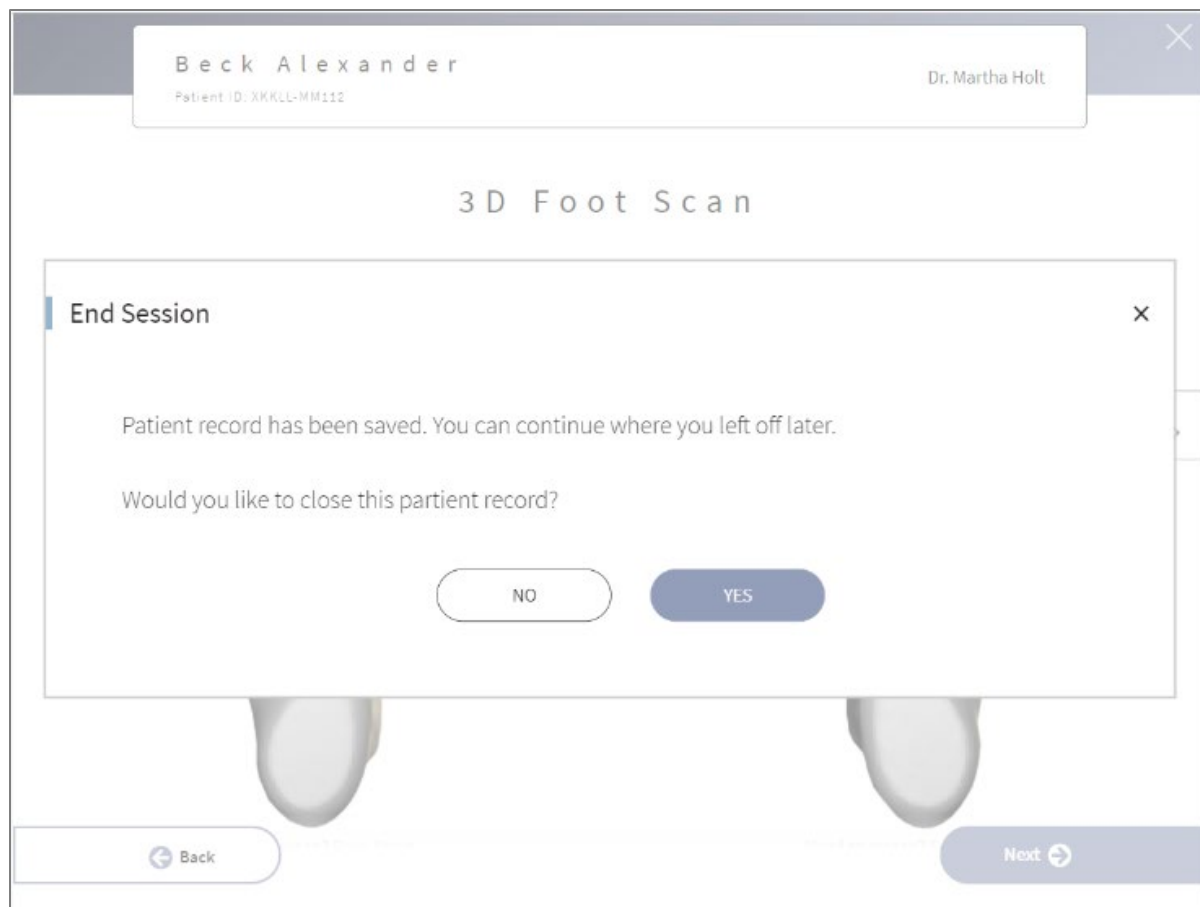 Beck Alexander
Dr. Martha Holt
Patient ID: XKKLL-MM112
3D Foot Scan
End Session
Patient record has been saved. You can continue where you left off later.
Would you like to close this partient record?
NO
YES
Back
Next